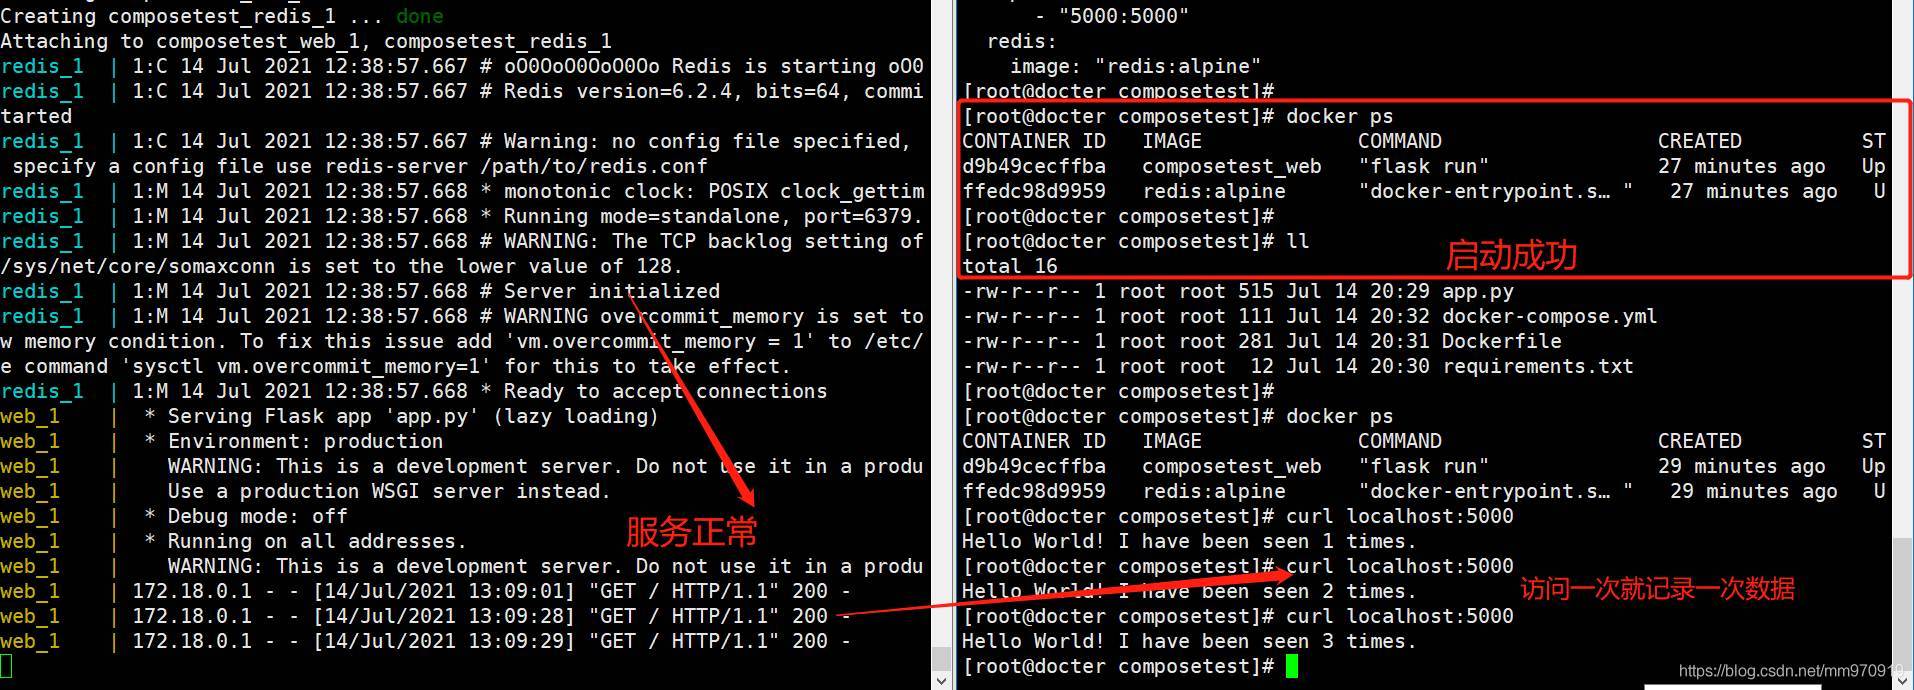 Creating composetest_redis_1 ... done
Attaching to composetest_web_1, composetest_redis_1
redis_1  | 1:C 14 Jul 2021 12:38:57.667 # oO0OoO0OoO0Oo Redis is starting oO0
redis_1  | 1:C 14 Jul 2021 12:38:57.667 # Redis version=6.2.4, bits=64, commi
tarted
redis_1  | 1:C 14 Jul 2021 12:38:57.667 # Warning: no config file specified,
 specify a config file use redis-server /path/to/redis.conf
redis_1  | 1:M 14 Jul 2021 12:38:57.668 * monotonic clock: POSIX clock_gettim
redis_1  | 1:M 14 Jul 2021 12:38:57.668 * Running mode=standalone, port=6379.
redis_1  | 1:M 14 Jul 2021 12:38:57.668 # WARNING: The TCP backlog setting of
/sys/net/core/somaxconn is set to the lower value of 128.
redis_1  | 1:M 14 Jul 2021 12:38:57.668 # Server initialized
redis_1  | 1:M 14 Jul 2021 12:38:57.668 # WARNING overcommit_memory is set to
w memory condition. To fix this issue add 'vm.overcommit_memory = 1' to /etc/
e command 'sysctl vm.overcommit_memory=1' for this to take effect.
redis_1  | 1:M 14 Jul 2021 12:38:57.668 * Ready to accept connections
web_1    |  * Serving Flask app 'app.py' (lazy loading)
web_1    |  * Environment: production
web_1    |    WARNING: This is a development server. Do not use it in a produ
web_1    |    Use a production WSGI server instead.
web_1    |  * Debug mode: off
web_1    |  * Running on all addresses.
web_1    |    WARNING: This is a development server. Do not use it in a produ
web_1    | 172.18.0.1 - - [14/Jul/2021 13:09:01] "GET / HTTP/1.1" 200 -
web_1    | 172.18.0.1 - - [14/Jul/2021 13:09:28] "GET / HTTP/1.1" 200 -
web_1    | 172.18.0.1 - - [14/Jul/2021 13:09:29] "GET / HTTP/1.1" 200 -
服务正常
- "5000:5000"
redis:
image: "redis:alpine"
[root@docter composetest]#
[root@docter composetest]# docker ps
CONTAINER ID   IMAGE             COMMAND                  CREATED          ST
d9b49cecffba   composetest_web   "flask run"              27 minutes ago   Up
ffedc98d9959   redis:alpine      "docker-entrypoint.s… "   27 minutes ago   U
[root@docter composetest]#
[root@docter composetest]# ll
启动成功
total 16
-rw-r--r-- 1 root root 515 Jul 14 20:29 app.py
-rw-r--r-- 1 root root 111 Jul 14 20:32 docker-compose.yml
-rw-r--r-- 1 root root 281 Jul 14 20:31 Dockerfile
-rw-r--r-- 1 root root  12 Jul 14 20:30 requirements.txt
[root@docter composetest]#
[root@docter composetest]# docker ps
CONTAINER ID   IMAGE             COMMAND                  CREATED          ST
d9b49cecffba   composetest_web   "flask run"              29 minutes ago   Up
ffedc98d9959   redis:alpine      "docker-entrypoint.s… "   29 minutes ago   U
[root@docter composetest]# curl localhost:5000
Hello World! I have been seen 1 times.
[root@docter composetest]# curl localhost:5000
Hello World! I have been seen 2 times.
访问一次就记录一次数据
[root@docter composetest]# curl localhost:5000
Hello World! I have been seen 3 times.
[root@docter composetest]#